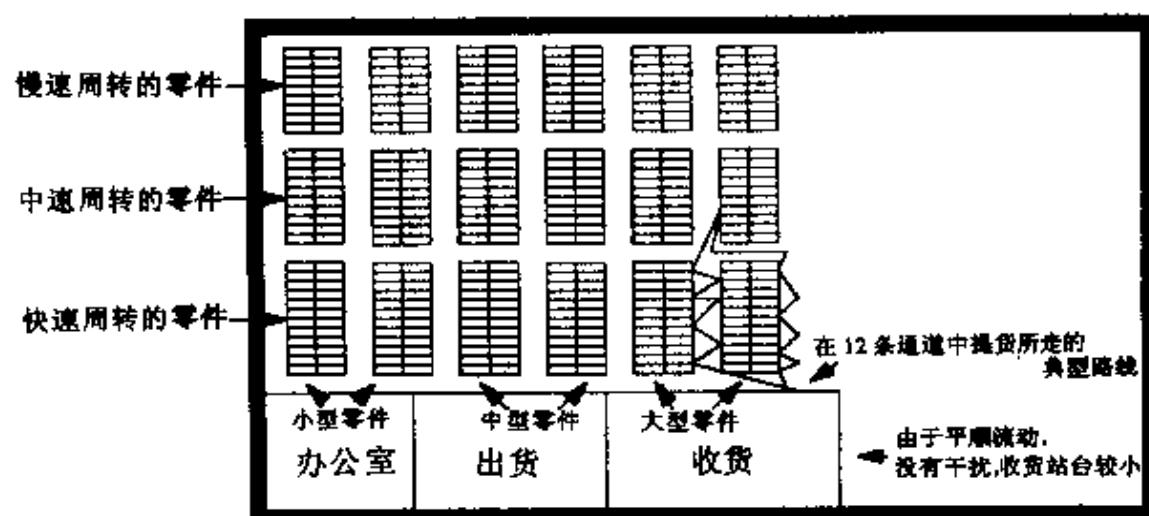 慢速周转的零件
中速周转的零件
快速周转的零件
在12条通道中提货所走的
典型路线
小型零件
中型零件
大型零件
办公室
出货
收货
由于平顺流动.
没有干扰,收货站台较小